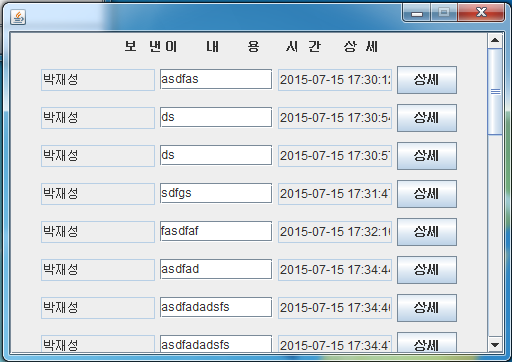 보 낸이 내 용 시 간 상 세
박재성 asdfas 2015-07-15 17:30:12 상세
박재성 ds 2015-07-15 17:30:54 상세
박재성 ds 2015-07-15 17:30:57 상세
박재성 sdfgs 2015-07-15 17:31:47 상세
박재성 fasdfaf 2015-07-15 17:32:10 상세
박재성 asdfad 2015-07-15 17:34:44 상세
박재성 asdfadadsfs 2015-07-15 17:34:46 상세
박재성 asdfadadsfs 2015-07-15 17:34:47 상세